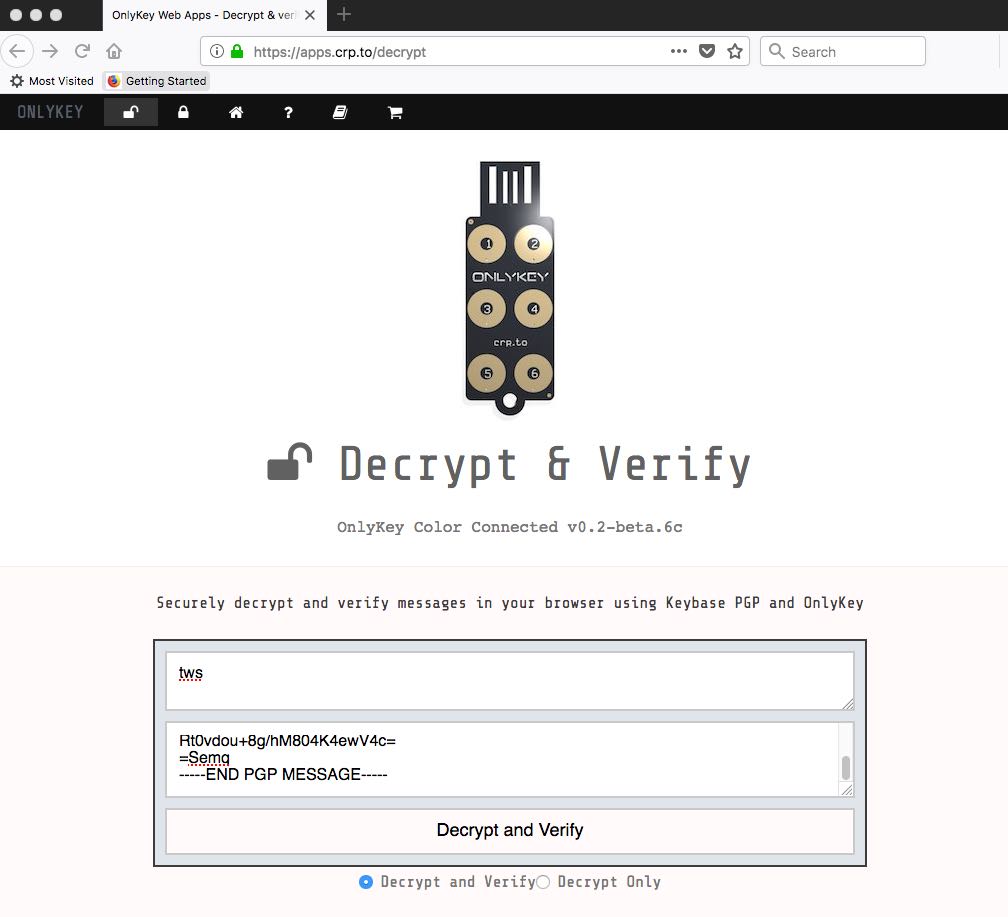 OnlyKey Web Apps - Decrypt & veri
https://apps.crp.to/decrypt
Search
Most Visited
Getting Started
ONLYKEY
?
1 2
ONLYKEY
3 4
crp.to
5 6
Decrypt & Verify
OnlyKey Color Connected v0.2-beta.6c
Securely decrypt and verify messages in your browser using Keybase PGP and OnlyKey
tws
Rt0vdou+8g/hM804K4ewV4c=
=Semq
-----END PGP MESSAGE-----
Decrypt and Verify
Decrypt and Verify Decrypt Only